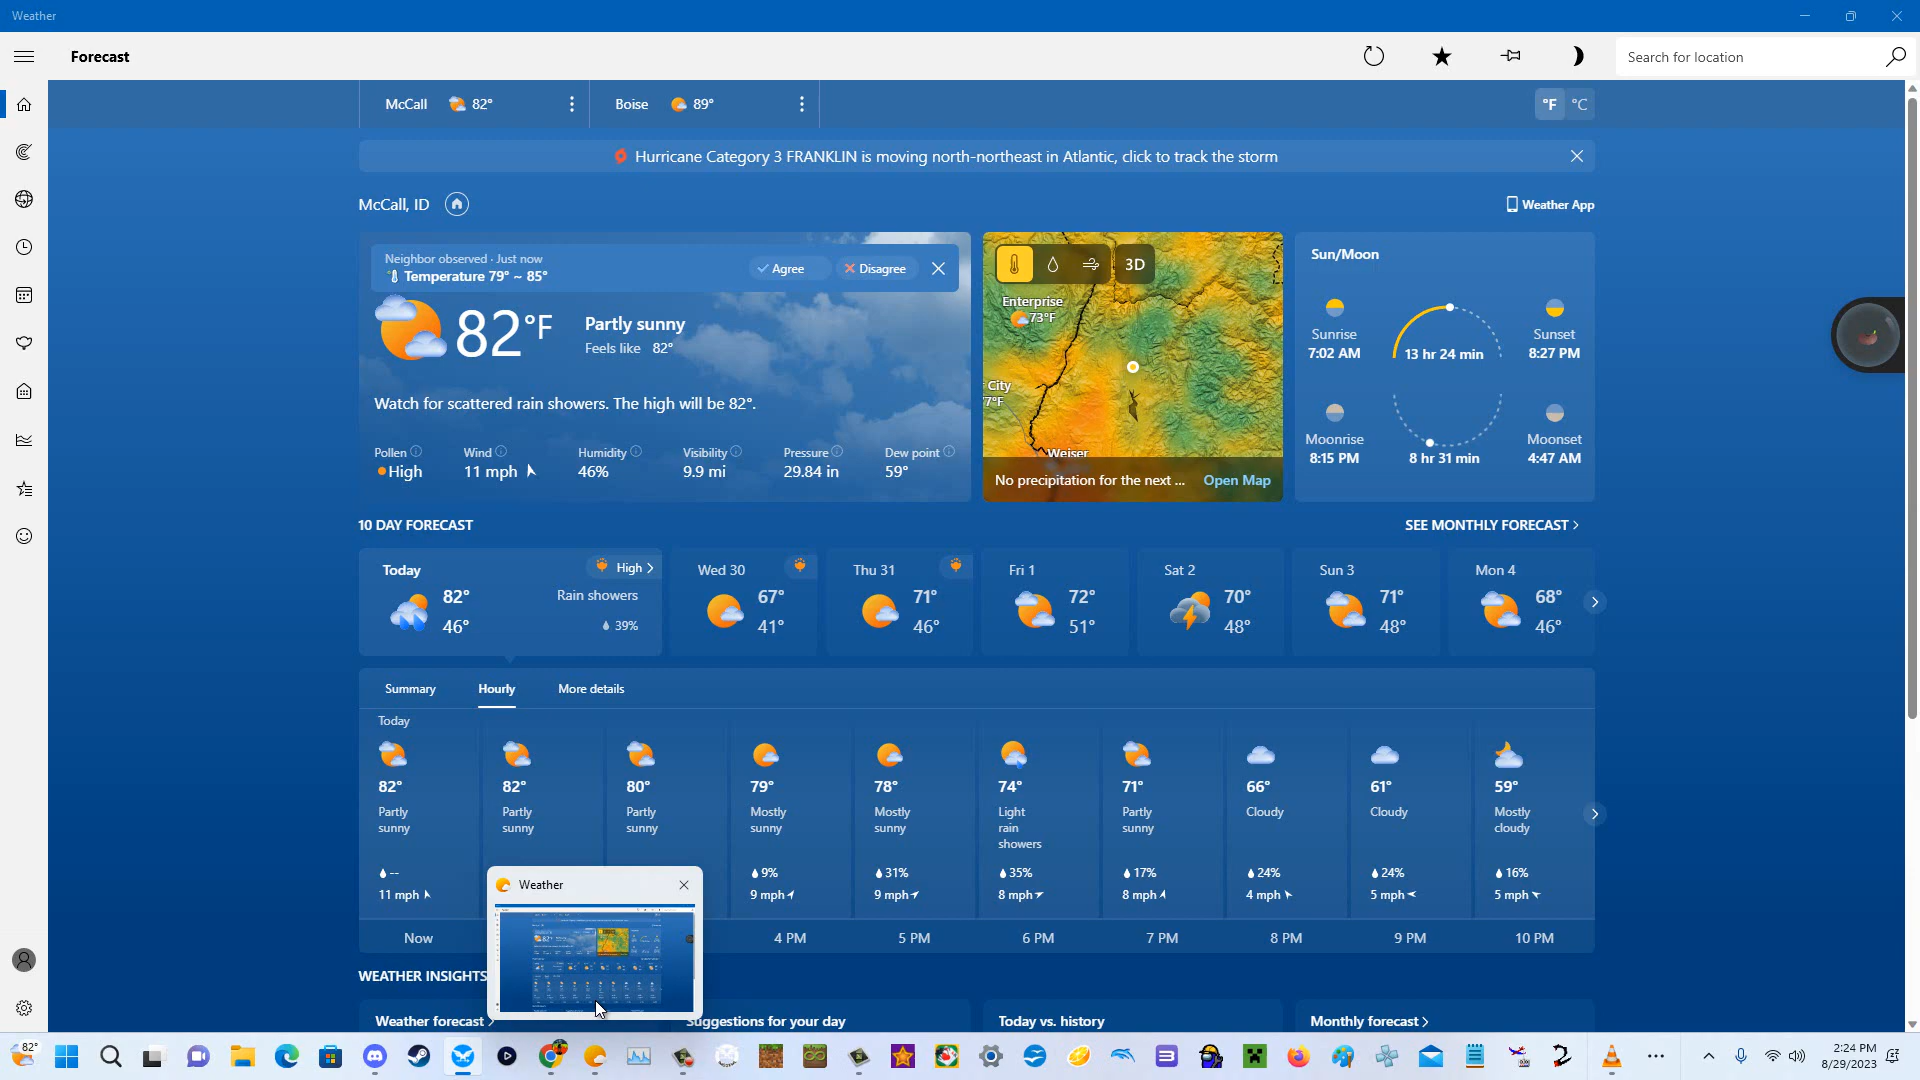 Weather
Forecast
Search for location
McCall 82°
Boise 89°
°F °C
Hurricane Category 3 FRANKLIN is moving north-northeast in Atlantic, click to track the storm
McCall, ID
Weather App
Neighbor observed · Just now
Temperature 79° ~ 85°
Agree
Disagree
82°F
Partly sunny
Feels like 82°
Watch for scattered rain showers. The high will be 82°.
Pollen Wind Humidity Visibility Pressure Dew point
High 11 mph 46% 9.9 mi 29.84 in 59°
3D
Enterprise
73°F
City
7°F
Weiser
No precipitation for the next ... Open Map
Sun/Moon
Sunrise
7:02 AM
13 hr 24 min
Sunset
8:27 PM
Moonrise
8:15 PM
8 hr 31 min
Moonset
4:47 AM
10 DAY FORECAST
SEE MONTHLY FORECAST >
Today High >
82° Rain showers
46° 39%
Wed 30
67°
41°
Thu 31
71°
46°
Fri 1
72°
51°
Sat 2
70°
48°
Sun 3
71°
48°
Mon 4
68°
46°
Summary Hourly More details
Today
82° 82° 80° 79° 78° 74° 71° 66° 61° 59°
Partly sunny
Partly sunny
Partly sunny
Mostly sunny
Mostly sunny
Light rain showers
Partly sunny
Cloudy
Cloudy
Mostly cloudy
-- 9% 31% 35% 17% 24% 24% 16%
11 mph 9 mph 9 mph 8 mph 8 mph 4 mph 5 mph 5 mph
Now 4 PM 5 PM 6 PM 7 PM 8 PM 9 PM 10 PM
Weather
WEATHER INSIGHTS
Weather forecast >
Suggestions for your day
Today vs. history
Monthly forecast >
82°
2:24 PM
8/29/2023